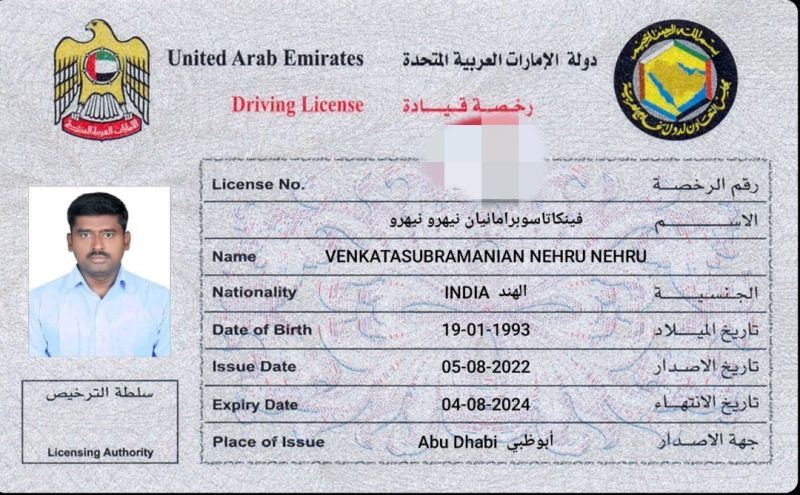 United Arab Emirates دولة الإمارات العربية المتحدة
Driving License رخصة قيادة
License No. رقم الرخصة
فينكاتاسوبرامانيان نيهرو نيهرو الاسم
Name VENKATASUBRAMANIAN NEHRU NEHRU
Nationality INDIA الهند الجنسية
Date of Birth 19-01-1993 تاريخ الميلاد
Issue Date 05-08-2022 تاريخ الاصدار
Expiry Date 04-08-2024 تاريخ الانتهاء
Place of Issue Abu Dhabi أبوظبي جهة الاصدار
سلطة الترخيص
Licensing Authority